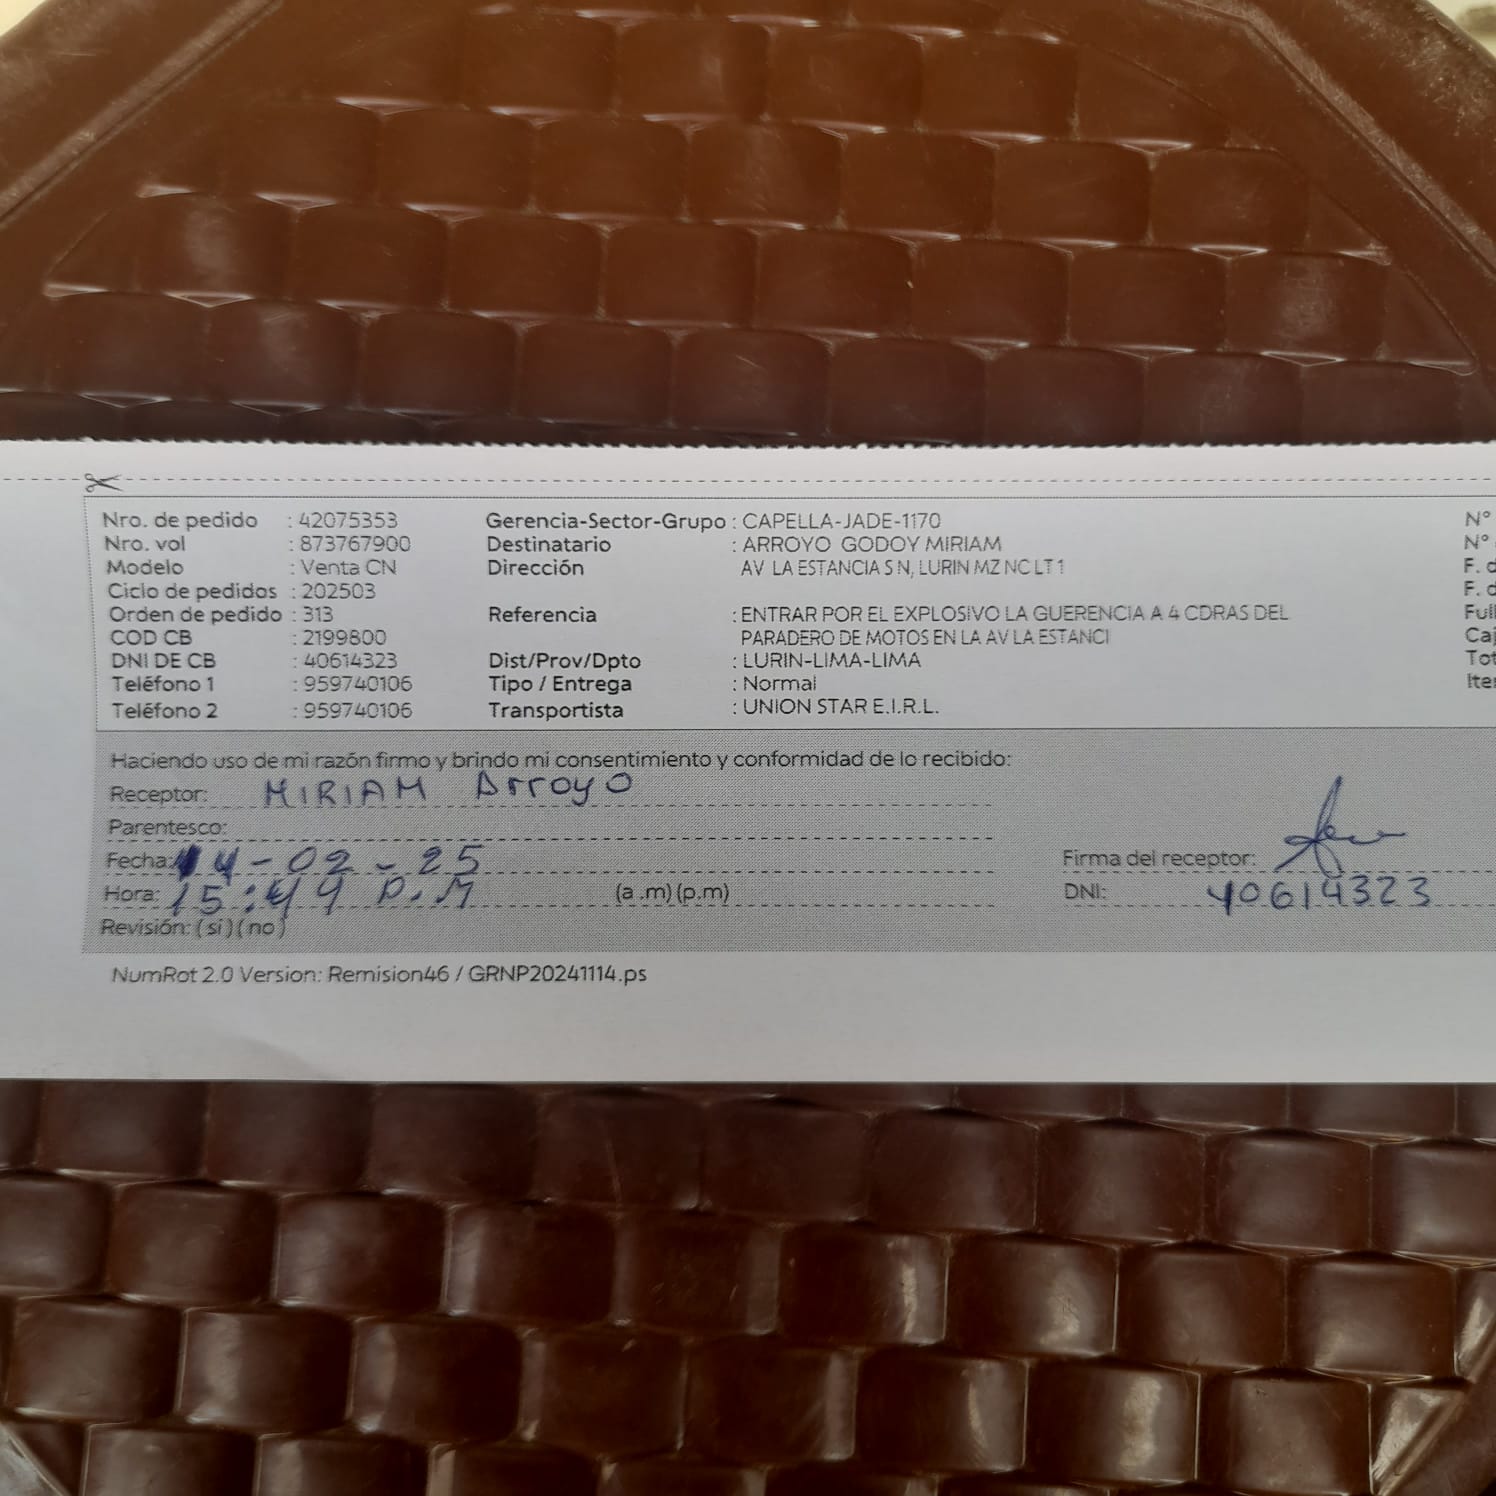 Nro. de pedido : 42075353 Gerencia-Sector-Grupo : CAPELLA-JADE-1170 N°
Nro. vol : 873767900 Destinatario : ARROYO GODOY MIRIAM N°
Modelo : Venta CN Dirección AV LA ESTANCIA S N, LURIN MZ NC LT 1 F. d
Ciclo de pedidos : 202503 F. d
Orden de pedido : 313 Referencia : ENTRAR POR EL EXPLOSIVO LA GUERENCIA A 4 CDRAS DEL Full
COD CB : 2199800 PARADERO DE MOTOS EN LA AV LA ESTANCI Caj
DNI DE CB : 40614323 Dist/Prov/Dpto : LURIN-LIMA-LIMA Tot
Teléfono 1 : 959740106 Tipo / Entrega : Normal Ite
Teléfono 2 : 959740106 Transportista : UNION STAR E.I.R.L.
Haciendo uso de mi razón firmo y brindo mi consentimiento y conformidad de lo recibido:
Receptor: MIRIAM Arroyo
Parentesco:
Fecha: 14-02-25 Firma del receptor:
Hora: 15:44 P.M (a .m) (p.m) DNI: 40614323
Revisión: ( si ) ( no )
NumRot 2.0 Version: Remision46 / GRNP20241114.ps